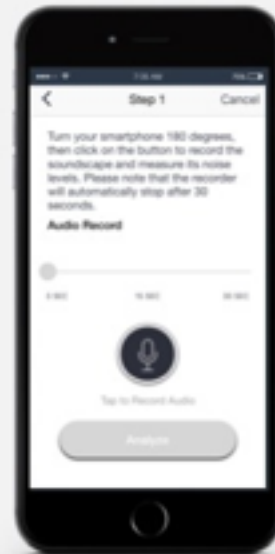 Step 1 Cancel
Turn your smartphone 180 degrees,
then click on the button to record the
soundscape and measure its noise
levels. Please note that the recorder
will automatically stop after 30
seconds.
Audio Record
Tap to Record Audio
Analyze